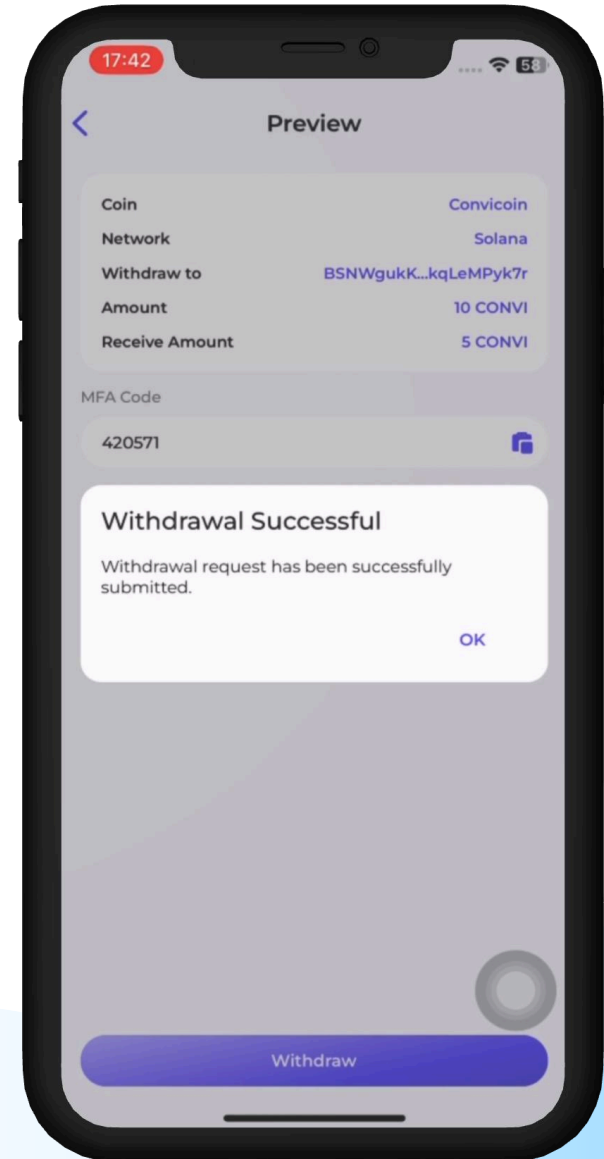 17:42
58
Preview
Coin Convicoin
Network Solana
Withdraw to BSNWgukK...kqLeMPyk7r
Amount 10 CONVI
Receive Amount 5 CONVI
MFA Code
420571
Withdrawal Successful
Withdrawal request has been successfully
submitted.
OK
Withdraw